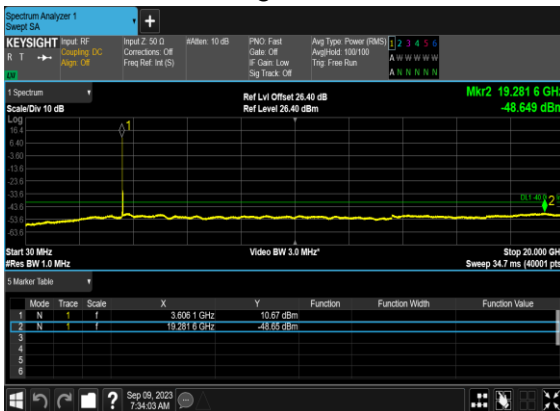 Spectrum Analyzer 1
Swept SA
KEYSIGHT Input: RF Input Z: 50 Ω #Atten: 10 dB PNO: Fast Avg Type: Power (RMS) 1 2 3 4 5 6
R T Coupling: DC Corrections: Off Gate: Off Avg|Hold: 100/100 A W W W W W
Align: Off Freq Ref: Int (S) IF Gain: Low Trig: Free Run
LV Sig Track: Off A N N N N N
1 Spectrum Ref Lvl Offset 26.40 dB Mkr2 19.281 6 GHz
Scale/Div 10 dB Ref Level 26.40 dBm -48.649 dBm
Log
16.4
6.40
-3.60
-13.6
-23.6
-33.6
-43.6
-53.6
-63.6
1
2
Start 30 MHz Video BW 3.0 MHz* Stop 20.000 GH
#Res BW 1.0 MHz Sweep 34.7 ms (40001 pts
5 Marker Table
Mode Trace Scale X Y Function Function Width Function Value
1 N 1 f 3.606 1 GHz 10.67 dBm
2 N 1 f 19.281 6 GHz -48.65 dBm
3
4
5
6
Sep 09, 2023
7:34:03 AM